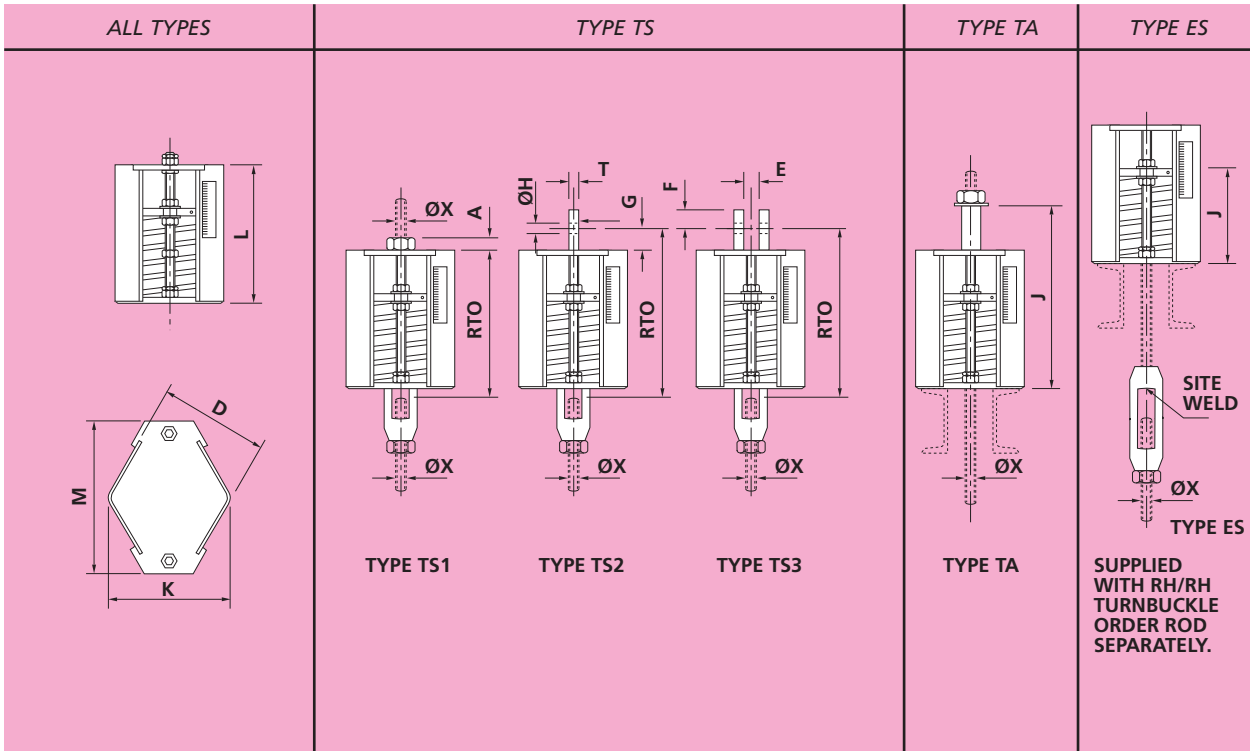 ALL TYPES
TYPE TS
TYPE TA
TYPE ES
L
D
M
K
ØX
A
RTO
ØX
TYPE TS1
ØH
T
G
RTO
ØX
TYPE TS2
F
E
RTO
ØX
TYPE TS3
J
ØX
TYPE TA
J
SITE
WELD
ØX
TYPE ES
SUPPLIED
WITH RH/RH
TURNBUCKLE
ORDER ROD
SEPARATELY.